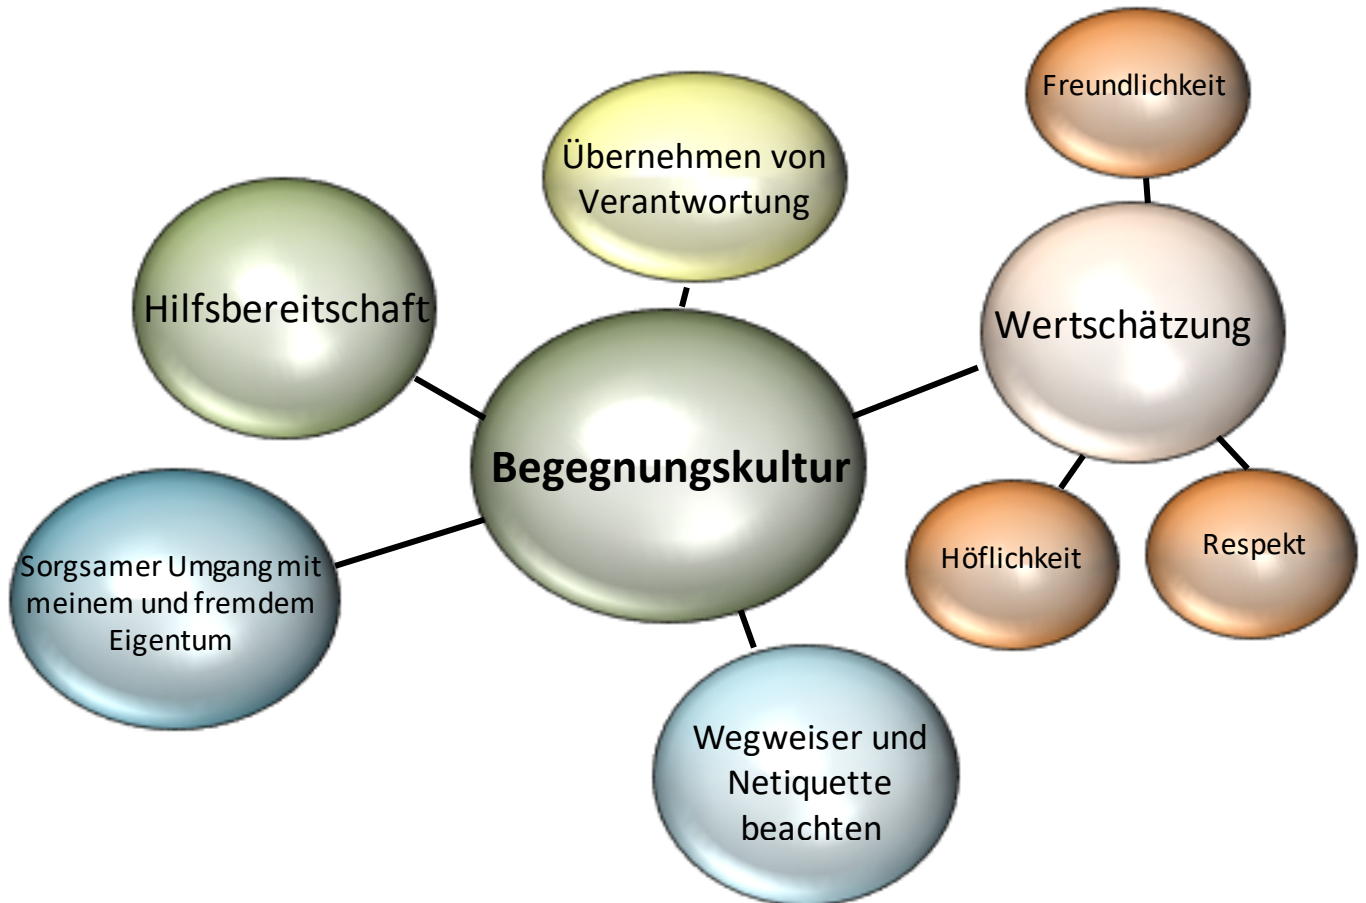 Freundlichkeit
Übernehmen von
Verantwortung
Hilfsbereitschaft
Wertschätzung
Begegnungskultur
Sorgsamer Umgang mit
meinem und fremdem
Eigentum
Höflichkeit
Respekt
Wegweiser und
Netiquette
beachten